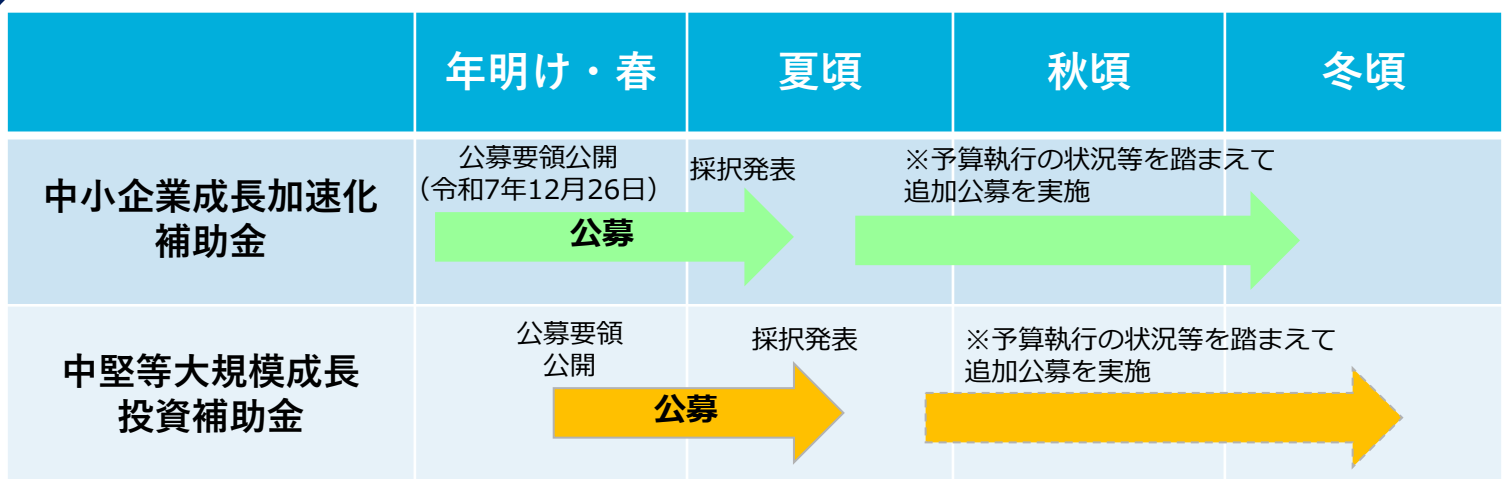 年明け・春
夏頃
秋頃
冬頃
中小企業成長加速化
補助金
公募要領公開
（令和7年12月26日）
公募
採択発表
※予算執行の状況等を踏まえて
追加公募を実施
中堅等大規模成長
投資補助金
公募要領
公開
公募
採択発表
※予算執行の状況等を踏まえて
追加公募を実施